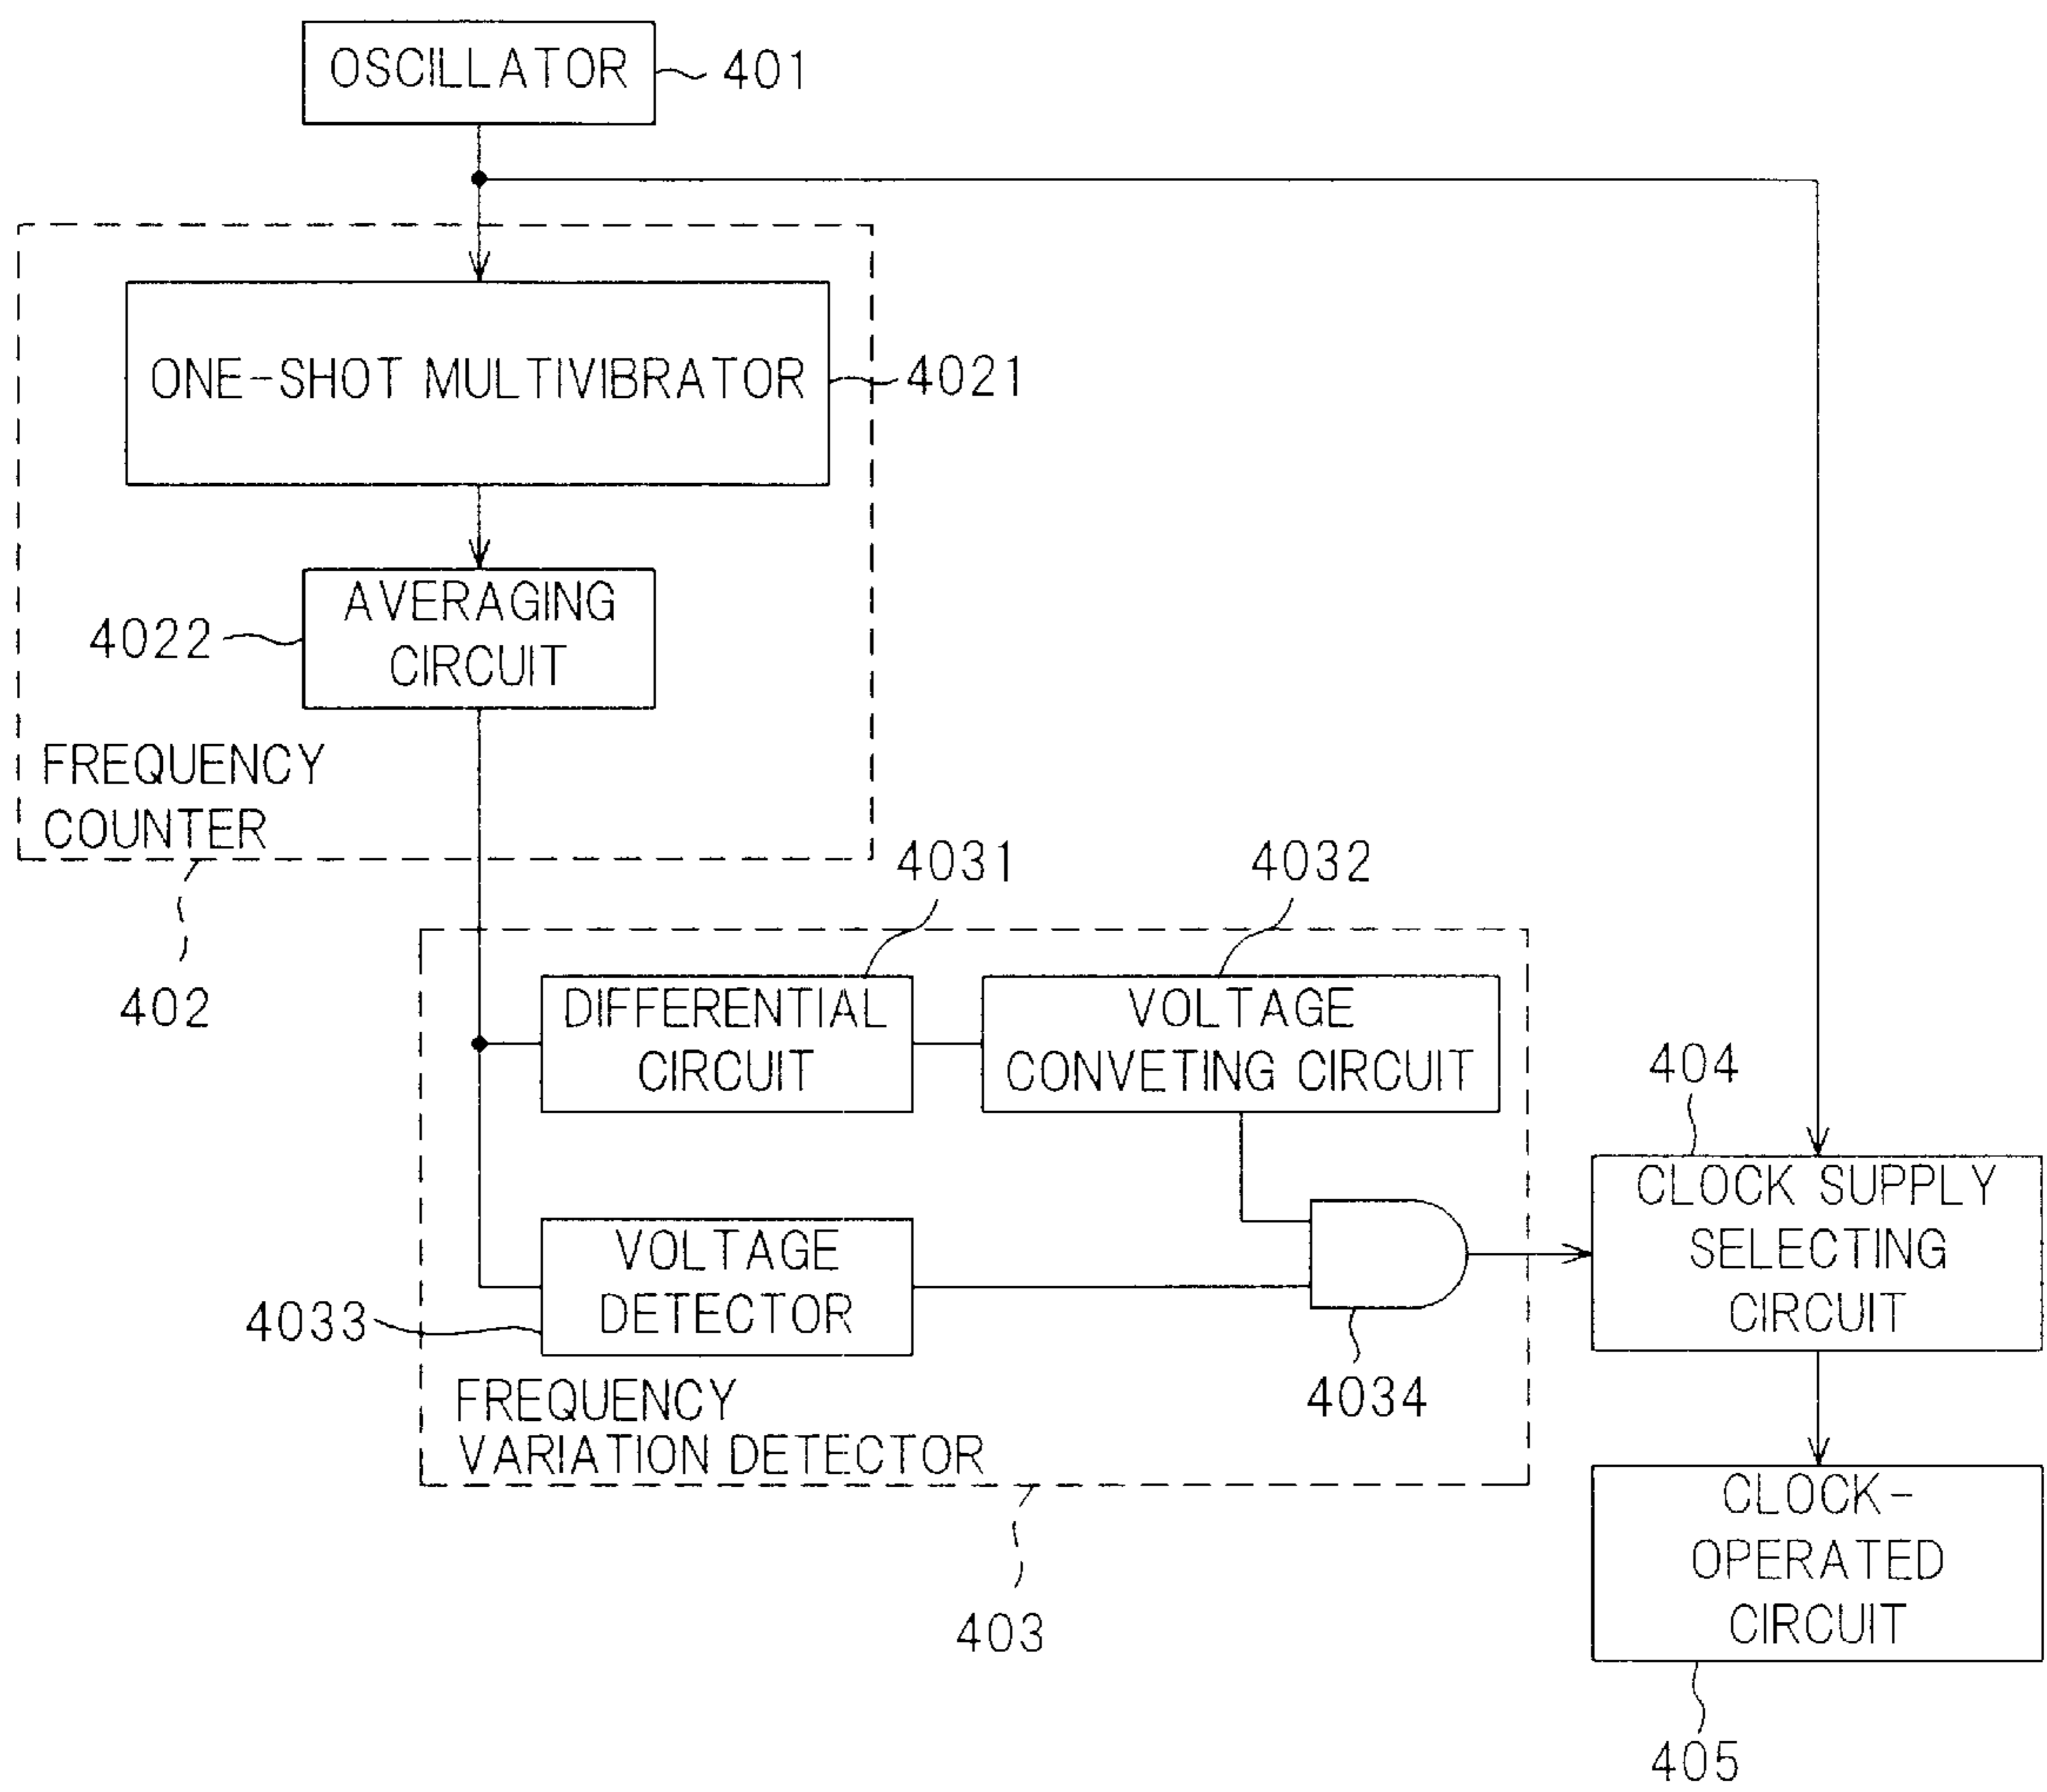 OSCILLATOR
401
ONE-SHOT MULTIVIBRATOR
4021
AVERAGING
CIRCUIT
4022
FREQUENCY
COUNTER
402
4031
4032
DIFFERENTIAL
CIRCUIT
VOLTAGE
CONVETING CIRCUIT
404
CLOCK SUPPLY
SELECTING
CIRCUIT
VOLTAGE
DETECTOR
4033
4034
FREQUENCY
VARIATION DETECTOR
403
CLOCK-
OPERATED
CIRCUIT
405